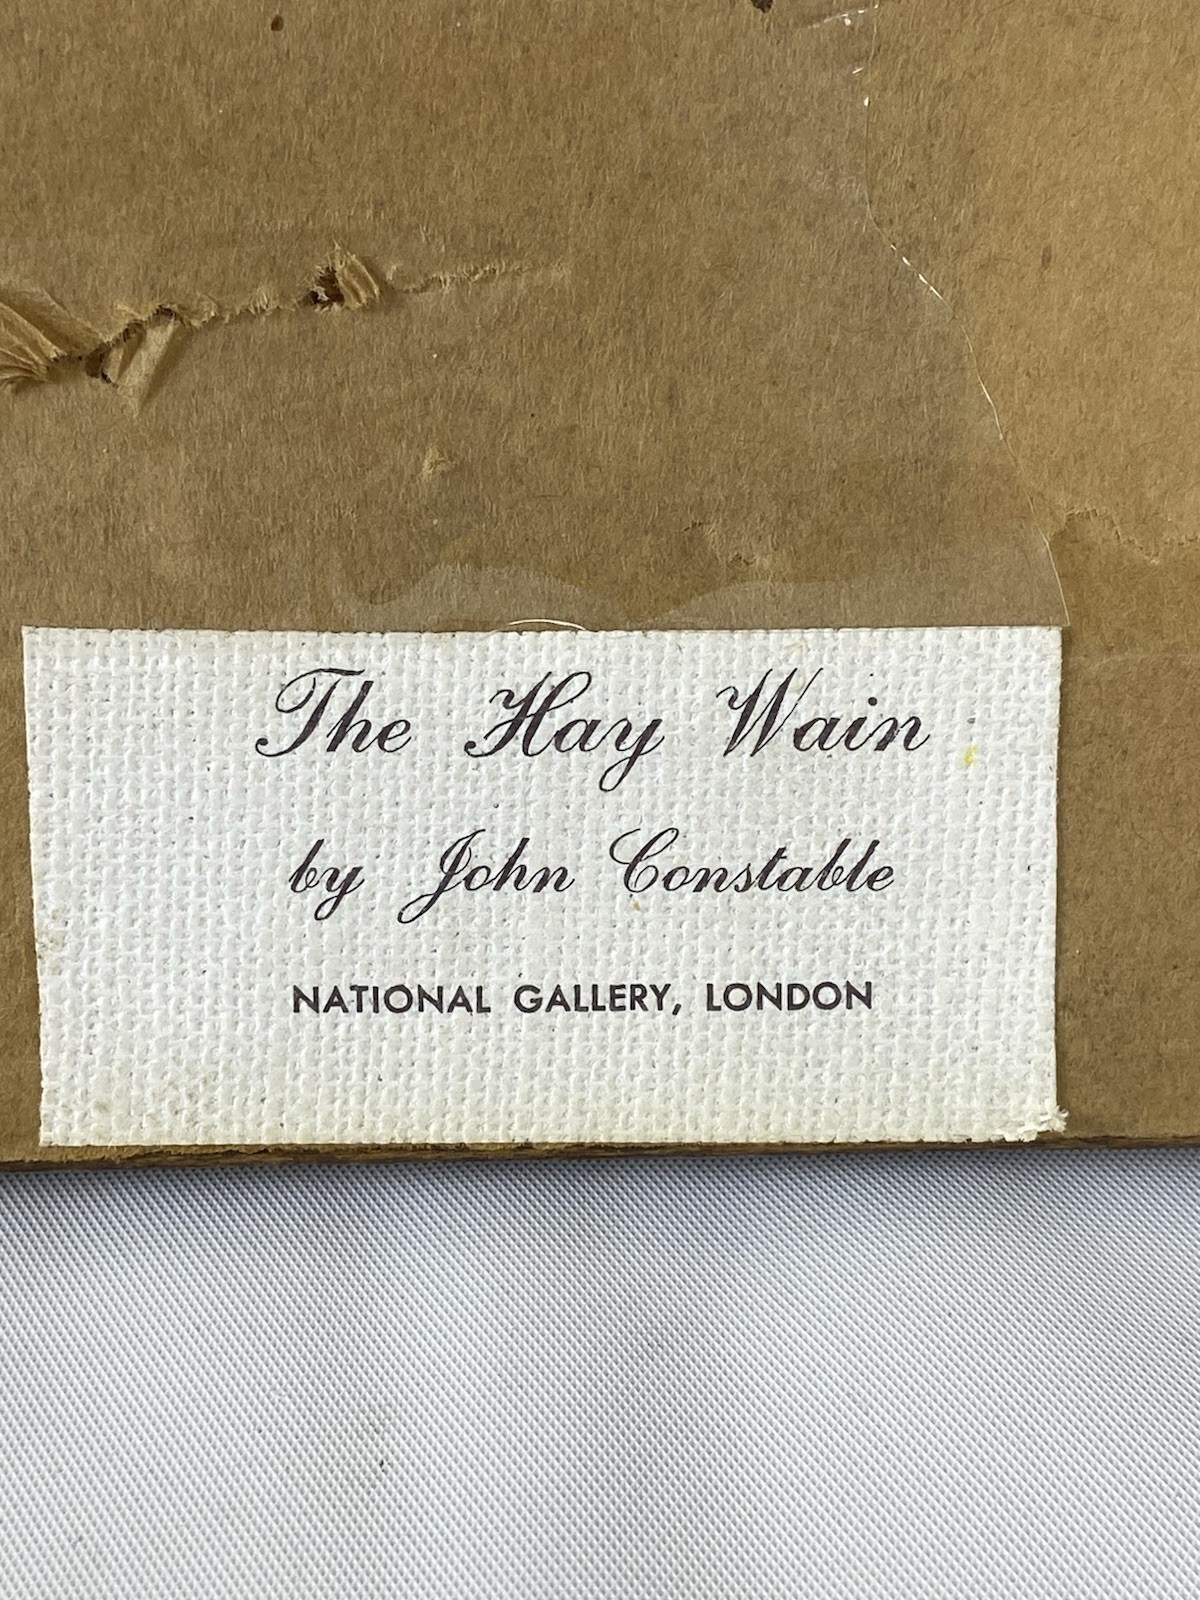 The Hay Wain
by John Constable
NATIONAL GALLERY, LONDON